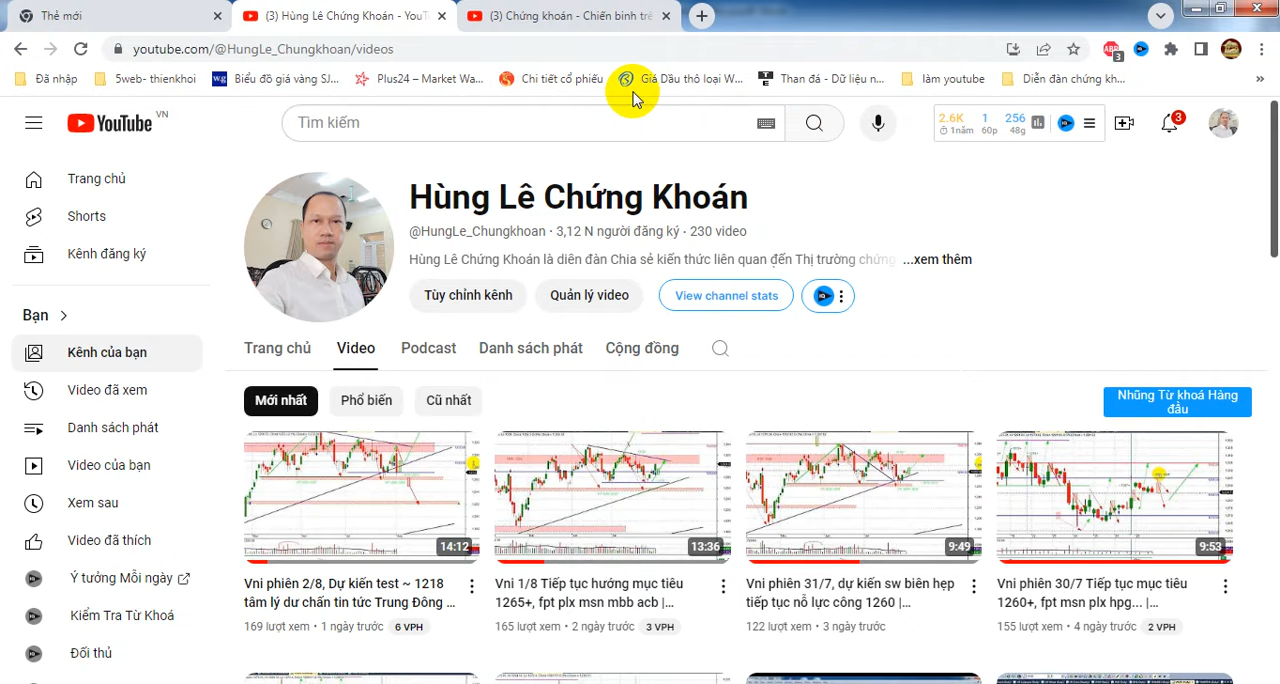 Thẻ mới
(3) Hùng Lê Chứng Khoán - YouT
(3) Chứng khoán - Chiến binh trê
youtube.com/@HungLe_Chungkhoan/videos
Đã nhập
5web- thienkhoi
Biểu đồ giá vàng SJ...
Plus24 – Market Wa...
Chi tiết cổ phiếu
Giá Dầu thô loại W...
Than đá - Dữ liệu n...
làm youtube
Diễn đàn chứng kh...
»
YouTube VN
Tìm kiếm
2.6K 1 256
1năm 60p 48g
3
Trang chủ
Shorts
Kênh đăng ký
Bạn
Kênh của bạn
Video đã xem
Danh sách phát
Video của bạn
Xem sau
Video đã thích
Ý tưởng Mỗi ngày
Kiểm Tra Từ Khoá
Đối thủ
Hùng Lê Chứng Khoán
@HungLe_Chungkhoan · 3,12 N người đăng ký · 230 video
Hùng Lê Chứng Khoán là diễn đàn Chia sẻ kiến thức liên quan đến Thị trường chứng ...xem thêm
Tùy chỉnh kênh
Quản lý video
View channel stats
Trang chủ
Video
Podcast
Danh sách phát
Cộng đồng
Mới nhất
Phổ biến
Cũ nhất
Những Từ khoá Hàng
đầu
14:12
13:36
9:49
9:53
Vni phiên 2/8, Dự kiến test ~ 1218
tâm lý dư chấn tin tức Trung Đông ...
169 lượt xem • 1 ngày trước 6 VPH
Vni 1/8 Tiếp tục hướng mục tiêu
1265+, fpt plx msn mbb acb |...
165 lượt xem • 2 ngày trước 3 VPH
Vni phiên 31/7, dự kiến sw biên hẹp
tiếp tục nỗ lực công 1260 |...
122 lượt xem • 3 ngày trước
Vni phiên 30/7 Tiếp tục mục tiêu
1260+, fpt msn plx hpg... |...
155 lượt xem • 4 ngày trước 2 VPH